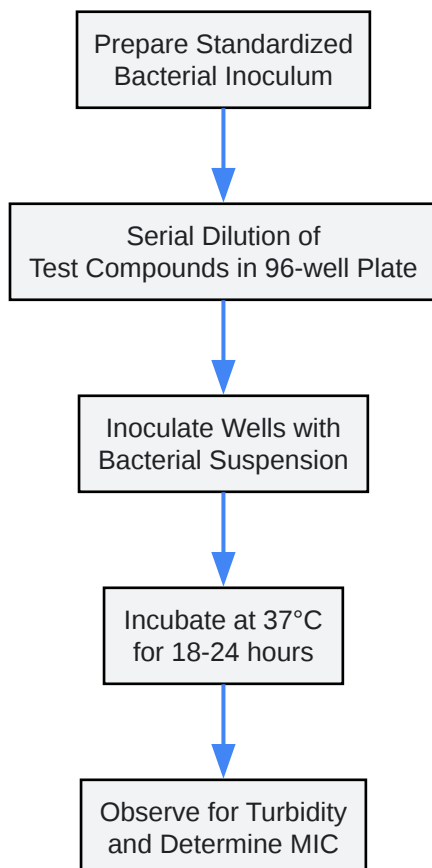 Prepare Standardized
Bacterial Inoculum
Serial Dilution of
Test Compounds in 96-well Plate
Inoculate Wells with
Bacterial Suspension
Incubate at 37°C
for 18-24 hours
Observe for Turbidity
and Determine MIC